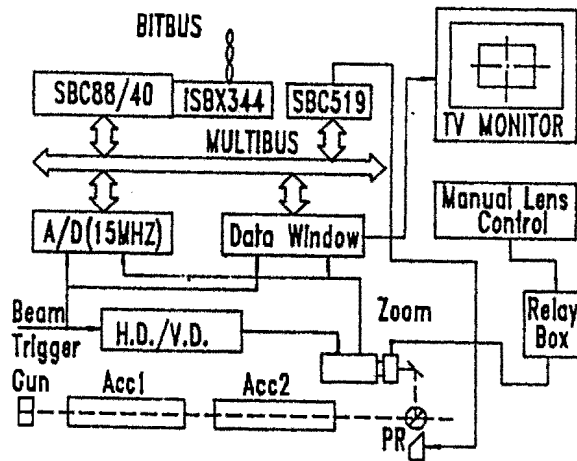 BITBUS
SBC88/40
iSBX344
SBC519
TV MONITOR
MULTIBUS
A/D(15MHZ)
Data Window
Manual Lens
Control
Beam
Trigger
H.D./V.D.
Zoom
Relay
Box
Gun
Acc1
Acc2
PR